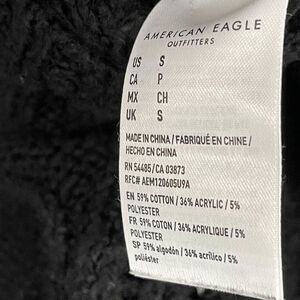 AMERICAN EAGLE
OUTFITTERS
US S
CA P
MX CH
UK S
MADE IN CHINA / FABRIQUÉ EN CHINE /
HECHO EN CHINA
RN 54485 / CA 03873
RFC# AEM120605U9A
EN 59% COTTON / 36% ACRYLIC / 5%
POLYESTER
FR 59% COTON / 36% ACRYLIQUE / 5%
POLYESTER
SP 59% algodón / 36% acrílico / 5%
poliéster